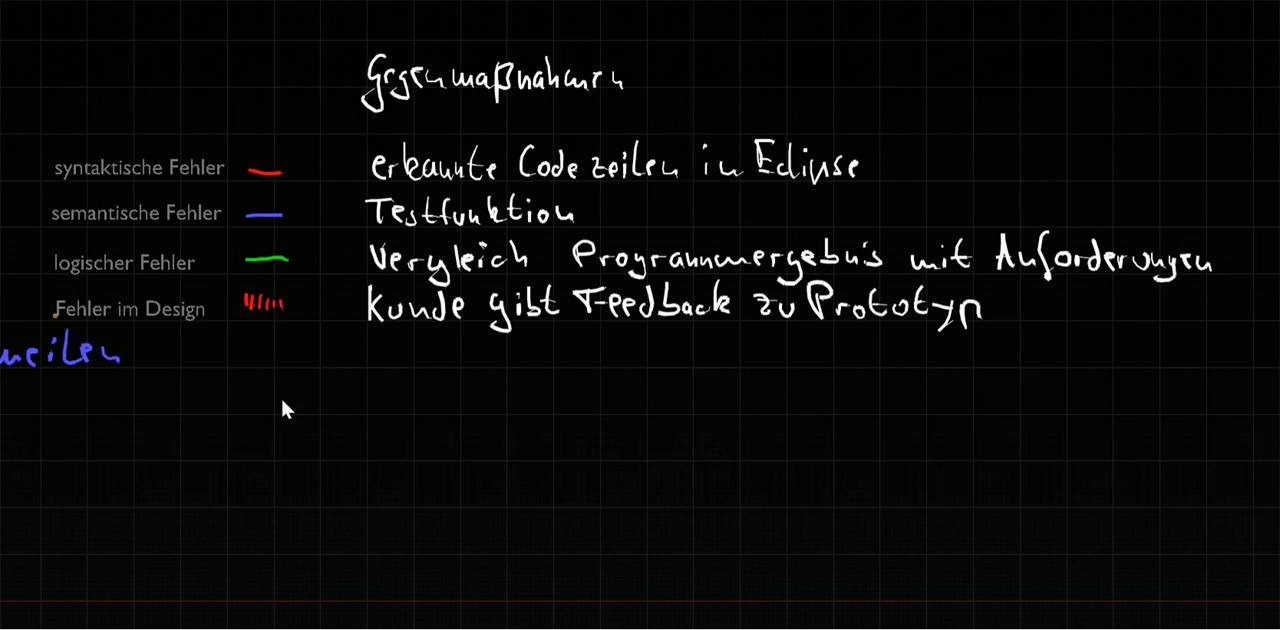 Gegenmaßnahmen
syntaktische Fehler erkannte Codezeilen in Eclipse
semantische Fehler Testfunktion
logischer Fehler Vergleich Programmergebnis mit Anforderungen
Fehler im Design Kunde gibt Feedback zu Prototyp